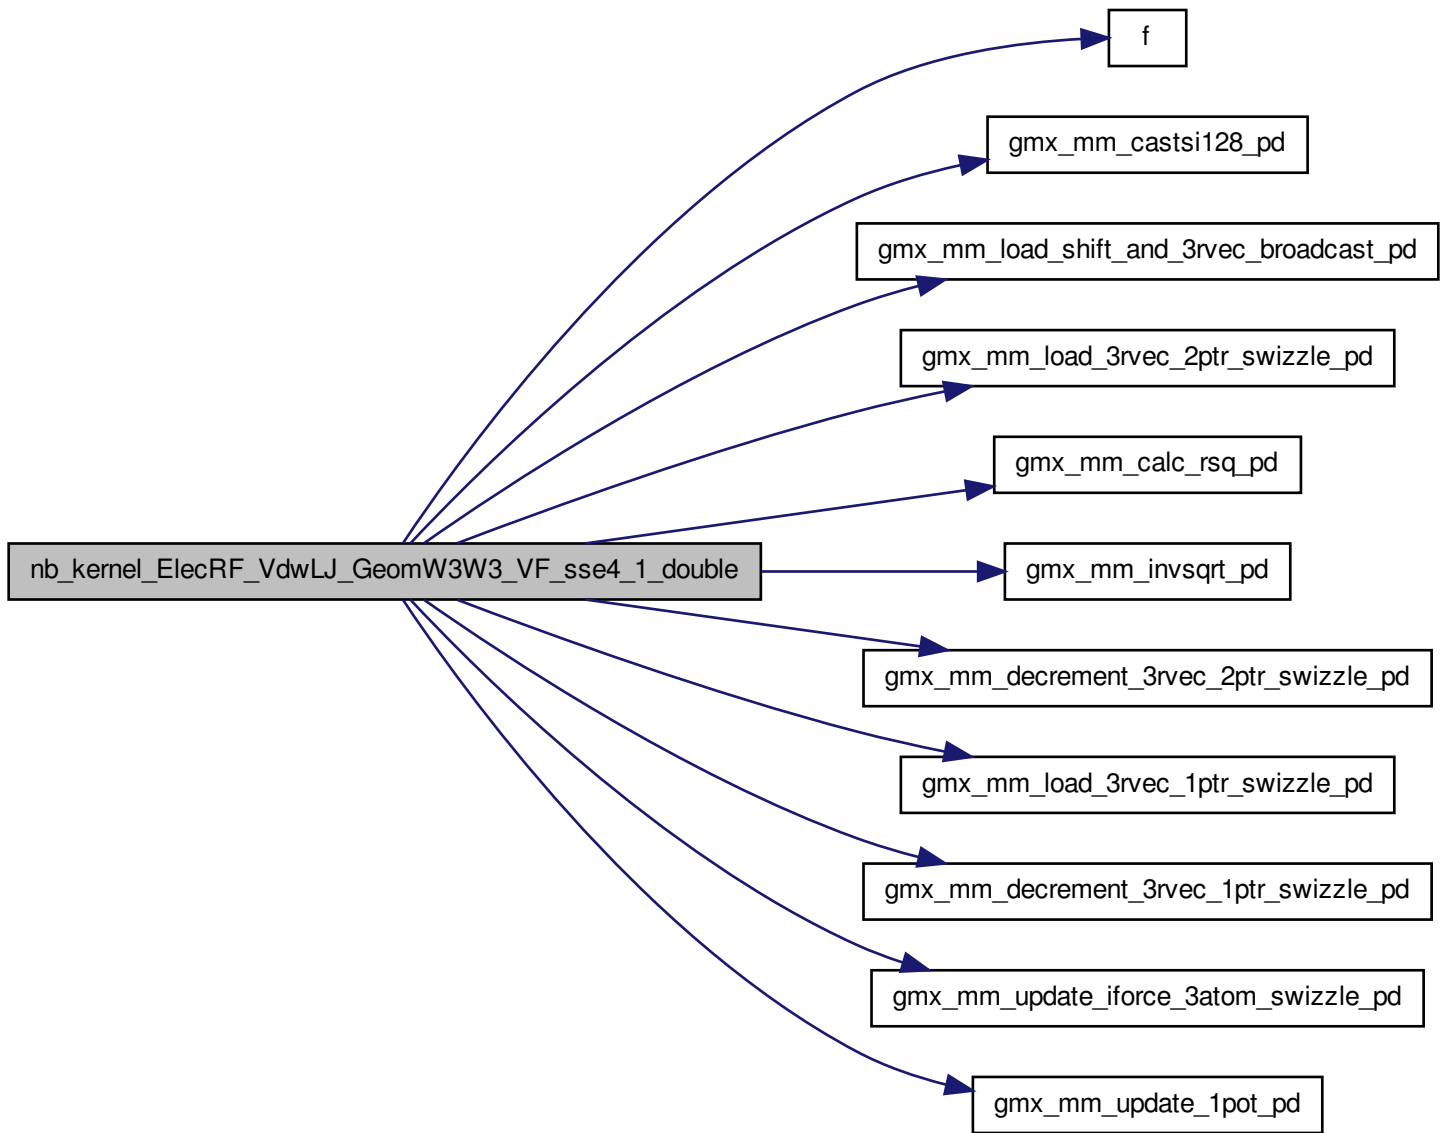 f
gmx_mm_castsi128_pd
gmx_mm_load_shift_and_3rvec_broadcast_pd
gmx_mm_load_3rvec_2ptr_swizzle_pd
gmx_mm_calc_rsq_pd
nb_kernel_ElecRF_VdwLJ_GeomW3W3_VF_sse4_1_double
gmx_mm_invsqrt_pd
gmx_mm_decrement_3rvec_2ptr_swizzle_pd
gmx_mm_load_3rvec_1ptr_swizzle_pd
gmx_mm_decrement_3rvec_1ptr_swizzle_pd
gmx_mm_update_iforce_3atom_swizzle_pd
gmx_mm_update_1pot_pd